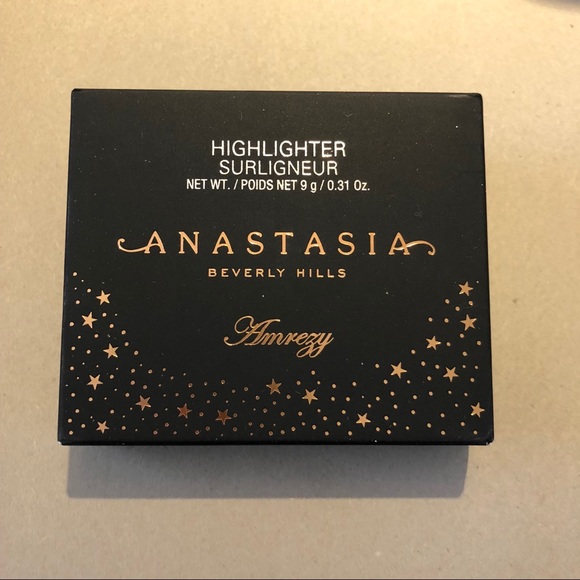 HIGHLIGHTER
SURLIGNEUR
NET WT. / POIDS NET 9 g / 0.31 Oz.
ANASTASIA
BEVERLY HILLS
Amrezy